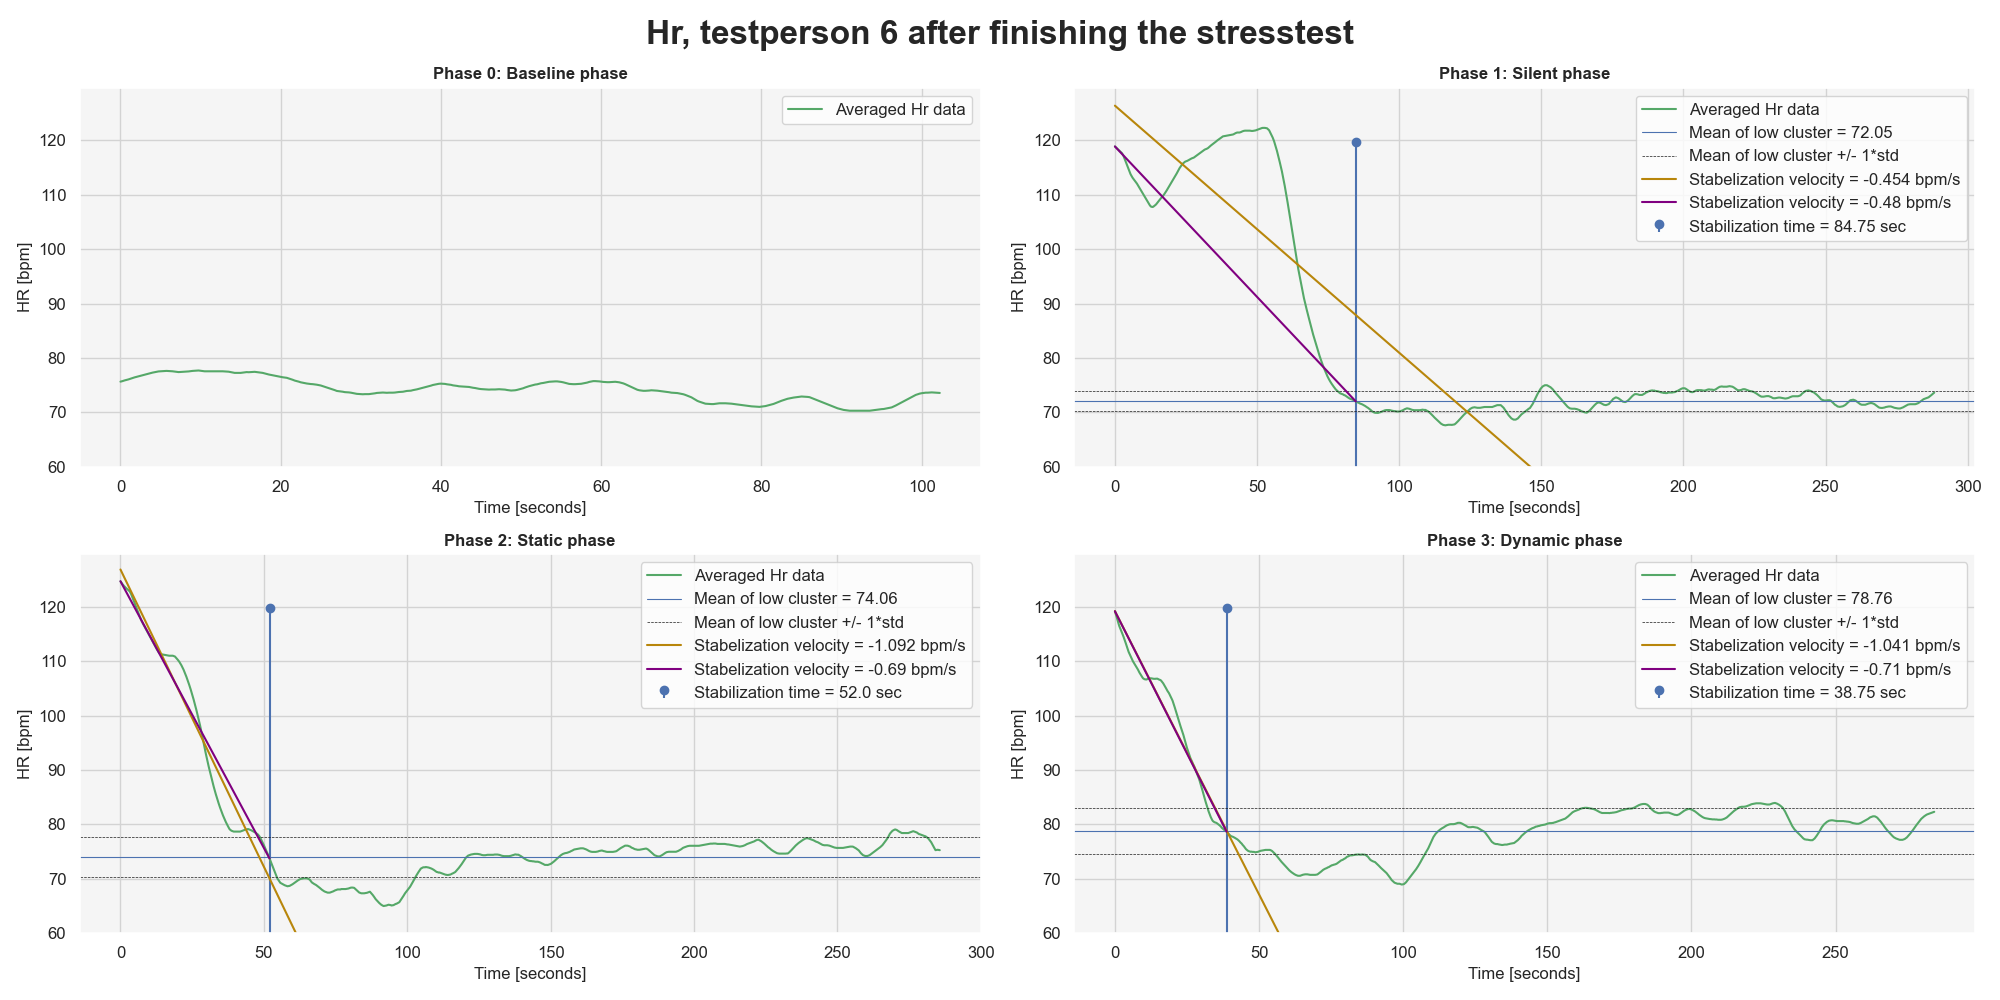 Hr, testperson 6 after finishing the stresstest
Phase 0: Baseline phase
Averaged Hr data
HR [bpm]
120
110
100
90
80
70
60
0 20 40 60 80 100
Time [seconds]
Phase 1: Silent phase
Averaged Hr data
Mean of low cluster = 72.05
Mean of low cluster +/- 1*std
Stabelization velocity = -0.454 bpm/s
Stabelization velocity = -0.48 bpm/s
Stabilization time = 84.75 sec
HR [bpm]
120
110
100
90
80
70
60
0 50 100 150 200 250 300
Time [seconds]
Phase 2: Static phase
Averaged Hr data
Mean of low cluster = 74.06
Mean of low cluster +/- 1*std
Stabelization velocity = -1.092 bpm/s
Stabelization velocity = -0.69 bpm/s
Stabilization time = 52.0 sec
HR [bpm]
120
110
100
90
80
70
60
0 50 100 150 200 250 300
Time [seconds]
Phase 3: Dynamic phase
Averaged Hr data
Mean of low cluster = 78.76
Mean of low cluster +/- 1*std
Stabelization velocity = -1.041 bpm/s
Stabelization velocity = -0.71 bpm/s
Stabilization time = 38.75 sec
HR [bpm]
120
110
100
90
80
70
60
0 50 100 150 200 250
Time [seconds]